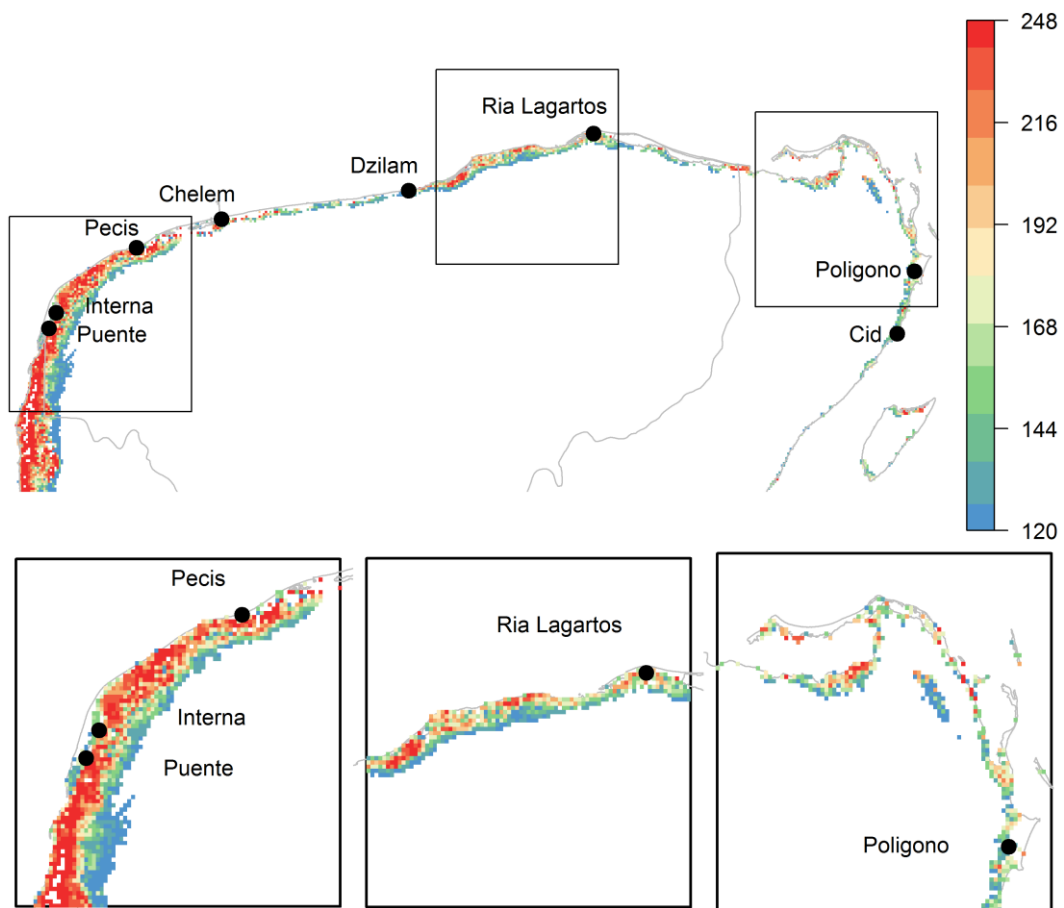 248
Ria Lagartos
216
Dzilam
Chelem
192
Pecis
Poligono
Interna
168
Puente
Cid
144
120
Pecis
Ria Lagartos
Interna
Puente
Poligono